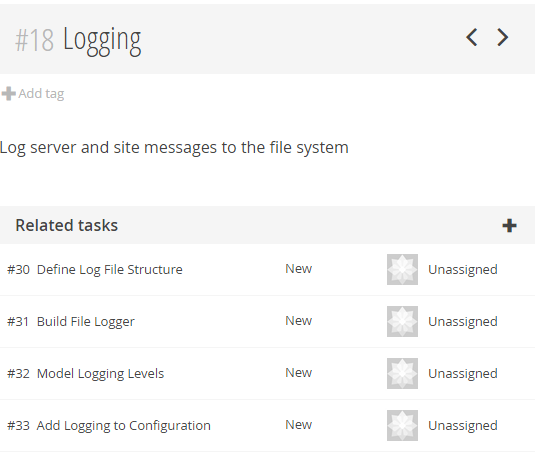 #18 Logging
Add tag
Log server and site messages to the file system
Related tasks
#30 Define Log File Structure New Unassigned
#31 Build File Logger New Unassigned
#32 Model Logging Levels New Unassigned
#33 Add Logging to Configuration New Unassigned